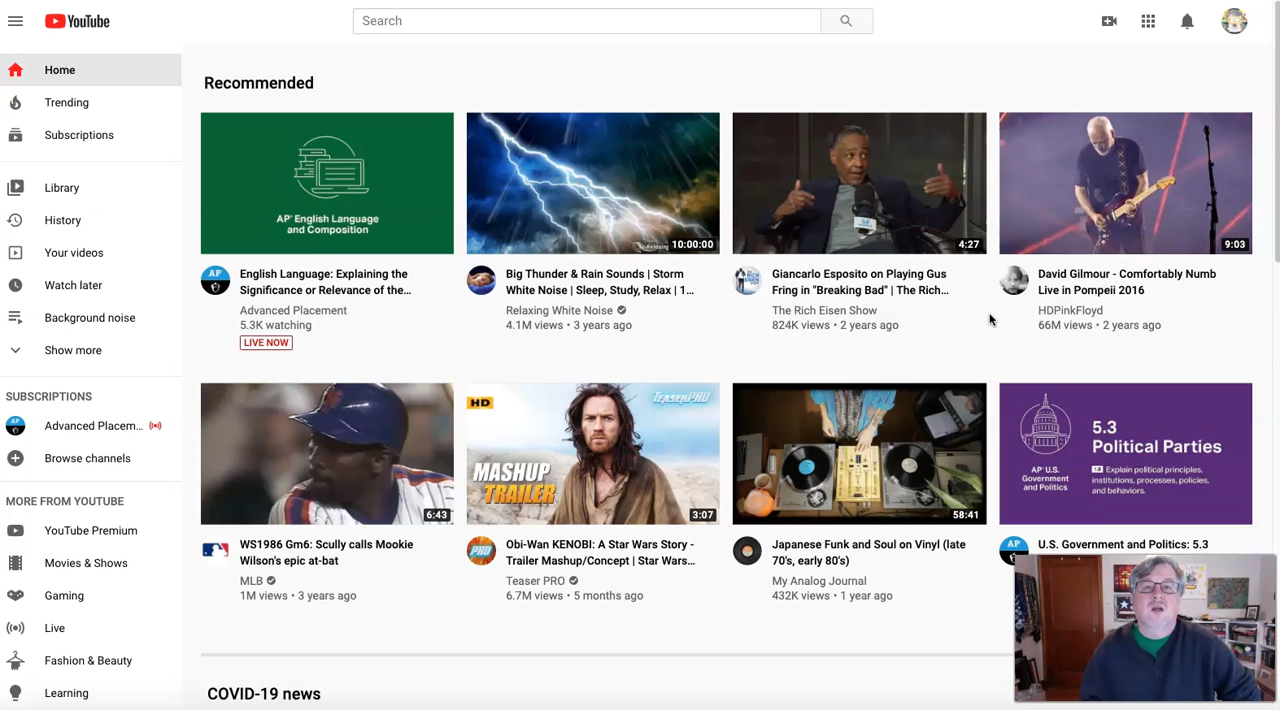 YouTube
Search
Home
Trending
Subscriptions
Library
History
Your videos
Watch later
Background noise
Show more
SUBSCRIPTIONS
Advanced Placem...
Browse channels
MORE FROM YOUTUBE
YouTube Premium
Movies & Shows
Gaming
Live
Fashion & Beauty
Learning
Recommended
AP® English Language
and Composition
AP
English Language: Explaining the
Significance or Relevance of the...
Advanced Placement
5.3K watching
LIVE NOW
10:00:00
Big Thunder & Rain Sounds | Storm
White Noise | Sleep, Study, Relax | 1...
Relaxing White Noise
4.1M views • 3 years ago
4:27
Giancarlo Esposito on Playing Gus
Fring in "Breaking Bad" | The Rich...
The Rich Eisen Show
824K views • 2 years ago
9:03
David Gilmour - Comfortably Numb
Live in Pompeii 2016
HDPinkFloyd
66M views • 2 years ago
6:43
WS1986 Gm6: Scully calls Mookie
Wilson's epic at-bat
MLB
1M views • 3 years ago
HD
TeaserPRO
MASHUP
TRAILER
3:07
PRO
Obi-Wan KENOBI: A Star Wars Story -
Trailer Mashup/Concept | Star Wars...
Teaser PRO
6.7M views • 5 months ago
58:41
Japanese Funk and Soul on Vinyl (late
70's, early 80's)
My Analog Journal
432K views • 1 year ago
AP® U.S.
Government
and Politics
5.3
Political Parties
1.B Explain political principles,
institutions, processes, policies,
and behaviors.
AP
U.S. Government and Politics: 5.3
COVID-19 news